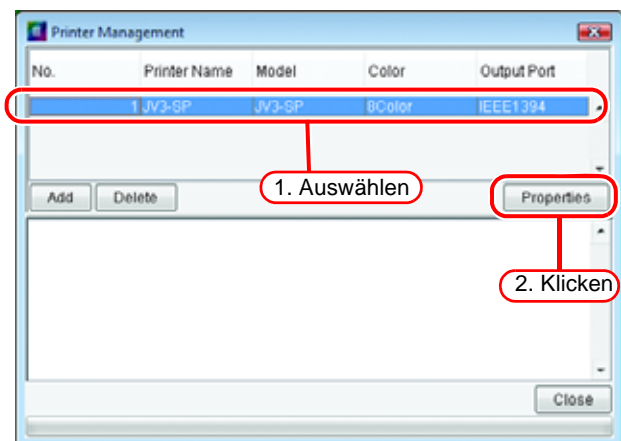 Printer Management
No. Printer Name Model Color Output Port
1 JV3-SP JV3-SP 8Color IEEE1394
1. Auswählen
Add Delete Properties
2. Klicken
Close